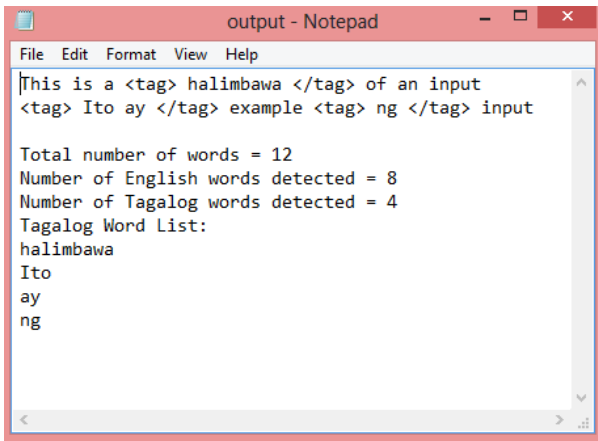 output - Notepad
File Edit Format View Help
This is a <tag> halimbawa </tag> of an input
<tag> Ito ay </tag> example <tag> ng </tag> input

Total number of words = 12
Number of English words detected = 8
Number of Tagalog words detected = 4
Tagalog Word List:
halimbawa
Ito
ay
ng